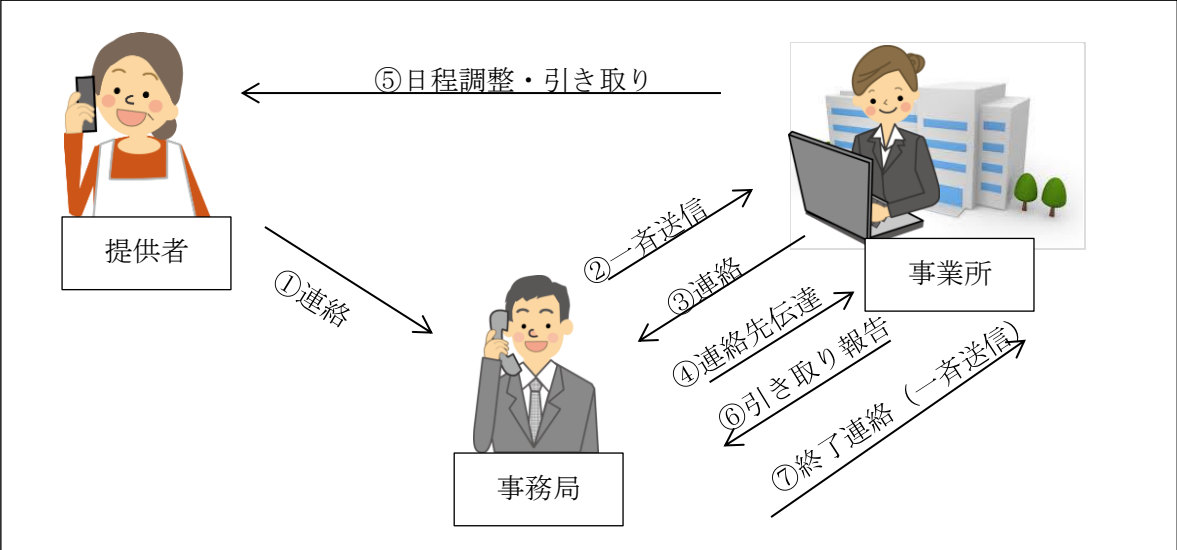 ⑤日程調整・引き取り
提供者
①連絡
②一斉送信
③連絡
事業所
④連絡先伝達
⑥引き取り報告
⑦終了連絡（一斉送信）
事務局